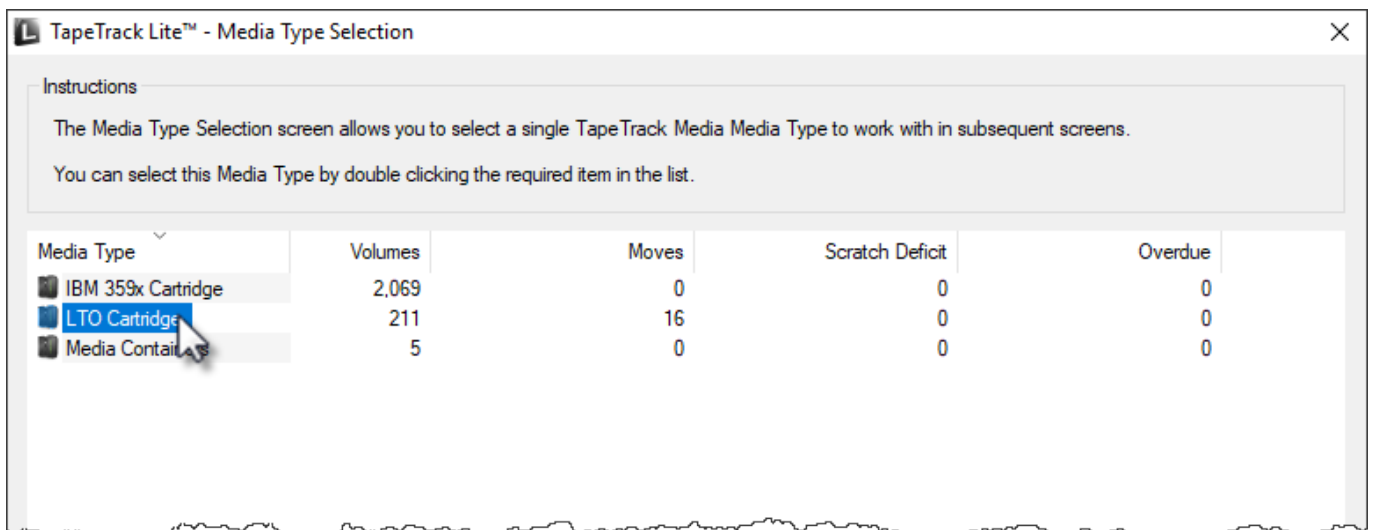 TapeTrack Lite™ - Media Type Selection
Instructions
The Media Type Selection screen allows you to select a single TapeTrack Media Media Type to work with in subsequent screens.
You can select this Media Type by double clicking the required item in the list.
Media Type Volumes Moves Scratch Deficit Overdue
IBM 359x Cartridge 2,069 0 0 0
LTO Cartridge 211 16 0 0
Media 5 0 0 0